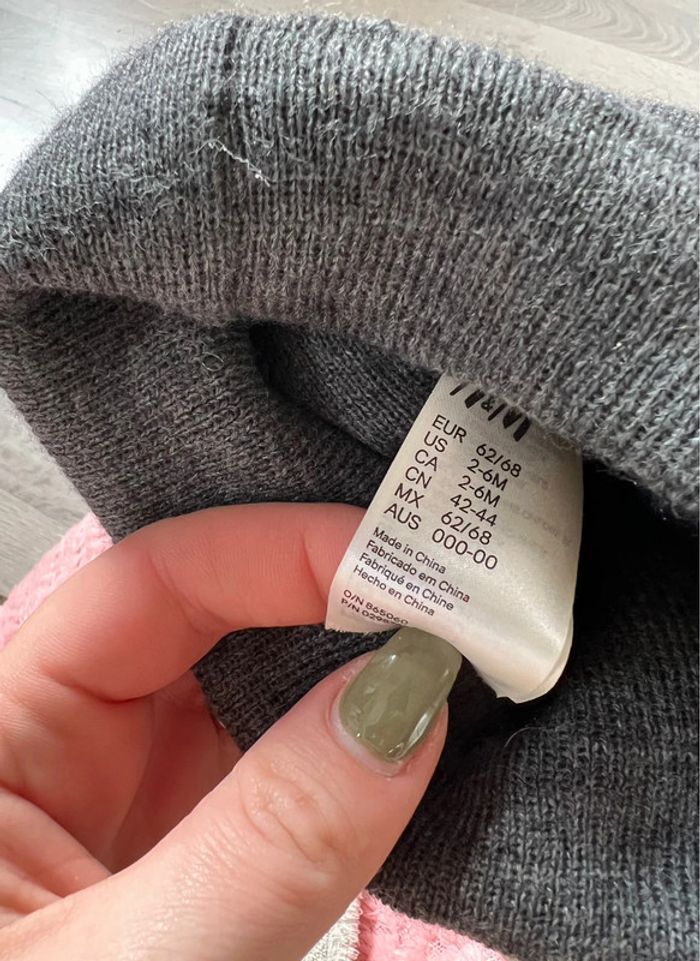 H&M
EUR 62/68
US 2-6M
CA 2-6M
CN 42-44
MX 62/68
AUS 000-00
Made in China
Fabricado em China
Fabriqué en Chine
Hecho en China
O/N 865060
P/N